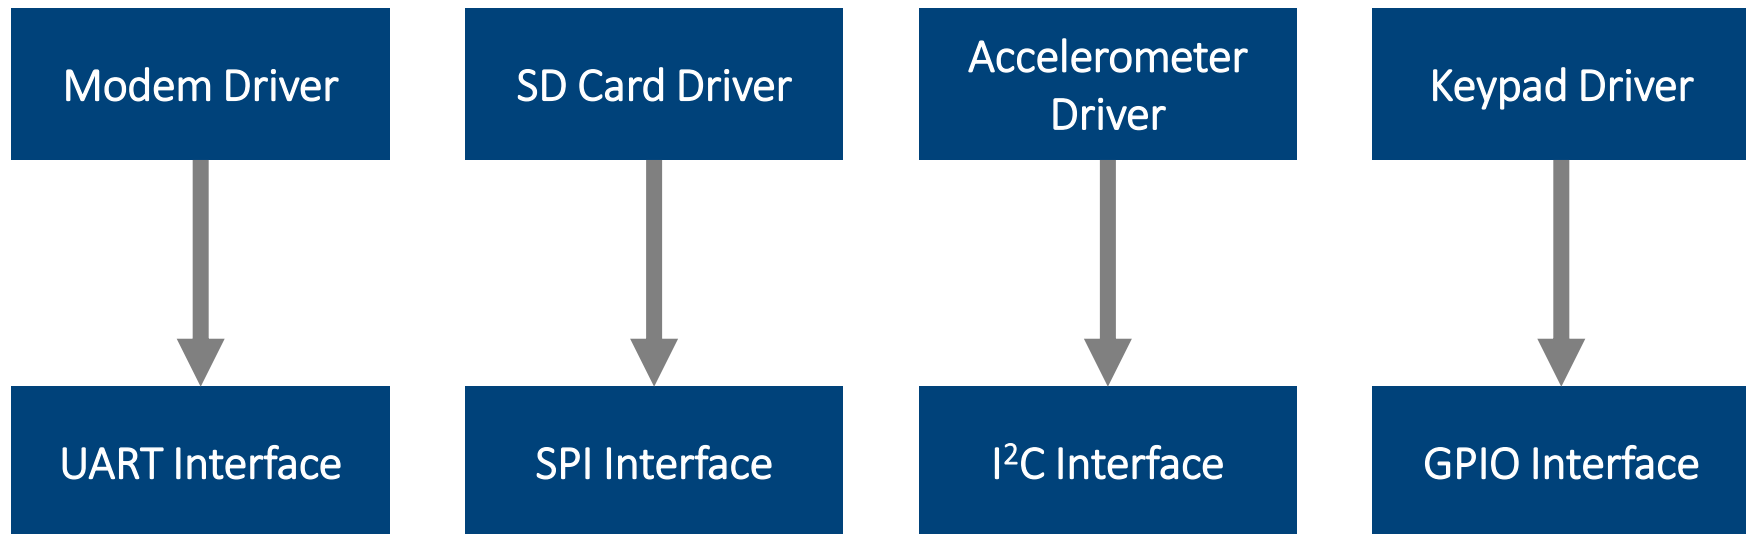 Modem Driver
SD Card Driver
Accelerometer
Driver
Keypad Driver
UART Interface
SPI Interface
I²C Interface
GPIO Interface